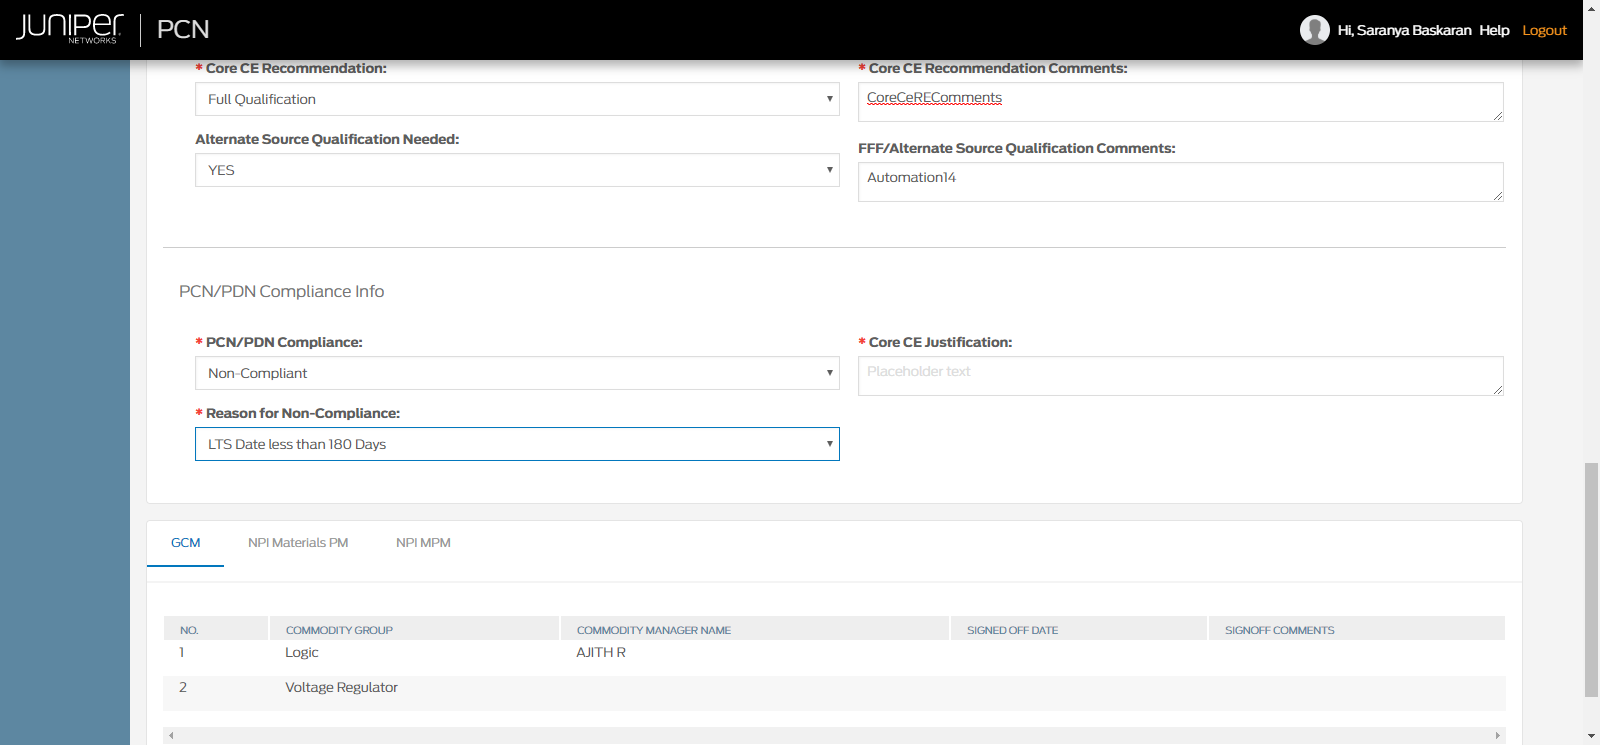 JUNIPER NETWORKS PCN Hi, Saranya Baskaran Help Logout
* Core CE Recommendation: * Core CE Recommendation Comments:
Full Qualification CoreCeREComments
Alternate Source Qualification Needed: FFF/Alternate Source Qualification Comments:
YES Automation14
PCN/PDN Compliance Info
* PCN/PDN Compliance: * Core CE Justification:
Non-Compliant Placeholder text
* Reason for Non-Compliance:
LTS Date less than 180 Days
GCM NPI Materials PM NPI MPM
NO. COMMODITY GROUP COMMODITY MANAGER NAME SIGNED OFF DATE SIGNOFF COMMENTS
1 Logic AJITH R
2 Voltage Regulator